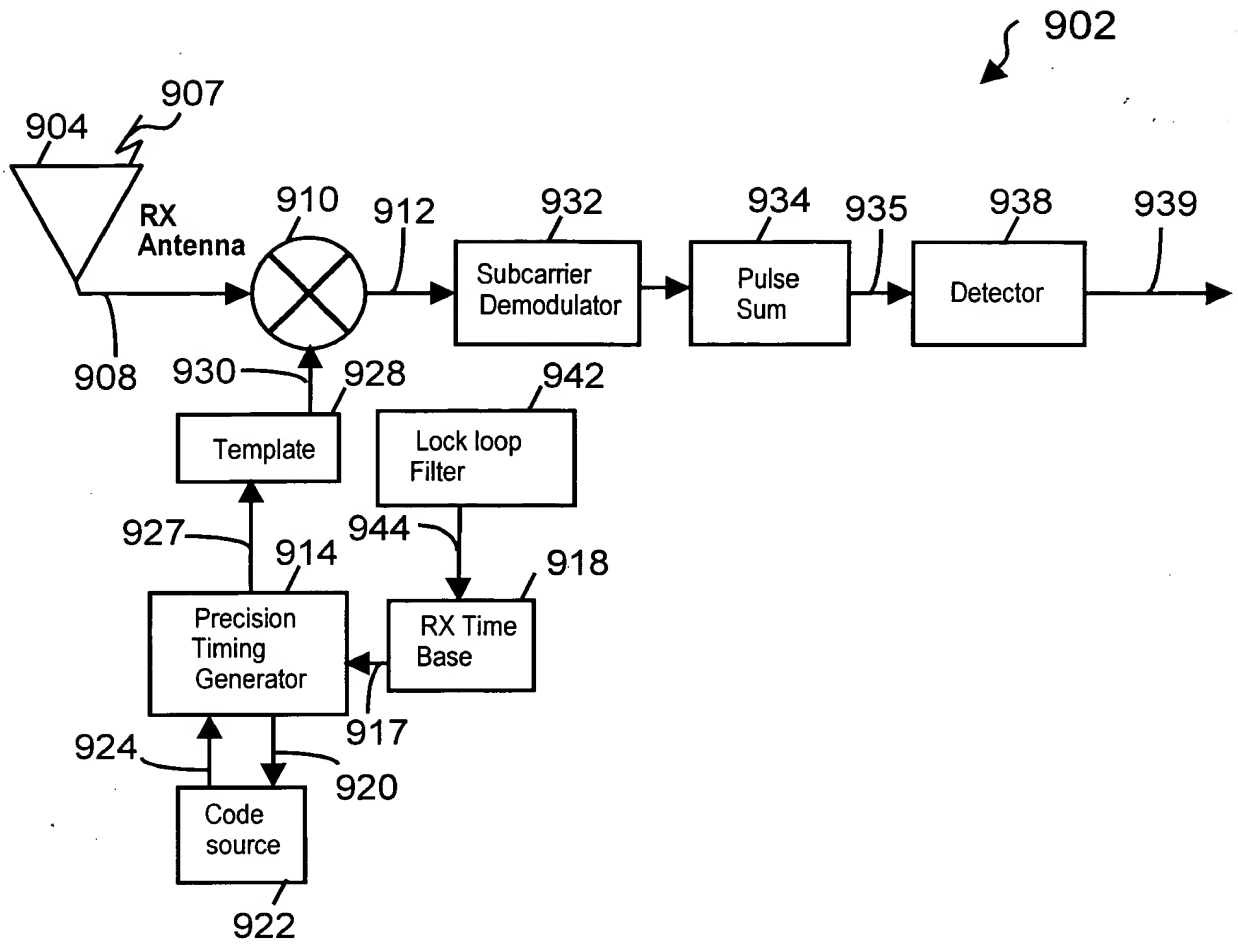 902
907
904
RX
Antenna
910
912
932
934
935
938
939
Subcarrier
Demodulator
Pulse
Sum
Detector
908
930
928
942
Template
Lock loop
Filter
927
944
914
918
Precision
Timing
Generator
RX Time
Base
917
924
920
Code
source
922